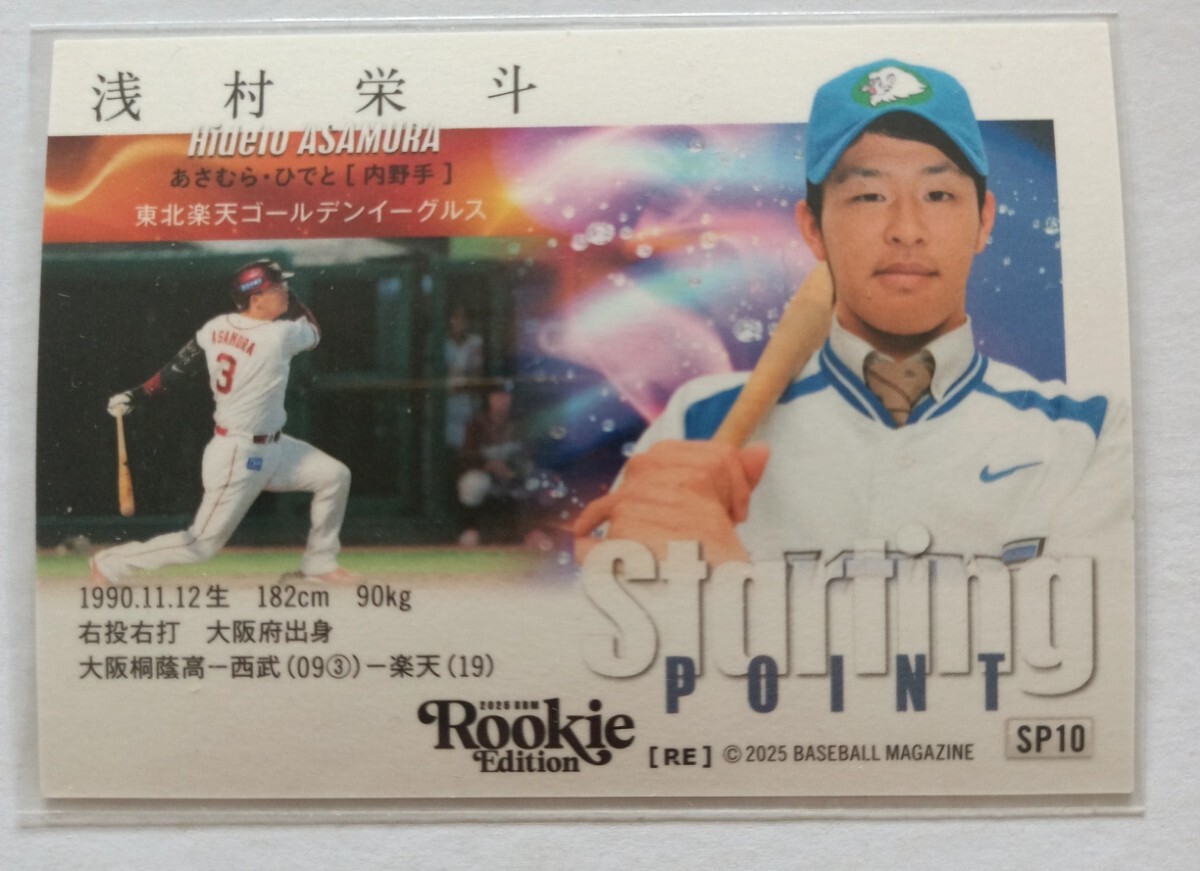 浅村栄斗
Hideto ASAMURA
あさむら・ひでと［内野手］
東北楽天ゴールデンイーグルス
ASAMURA
3
1990.11.12生 182cm 90kg
右投右打 大阪府出身
大阪桐蔭高－西武(09③)－楽天(19)
Starting
POINT
2025 BBM
Rookie
Edition
[RE] ©2025 BASEBALL MAGAZINE
SP10